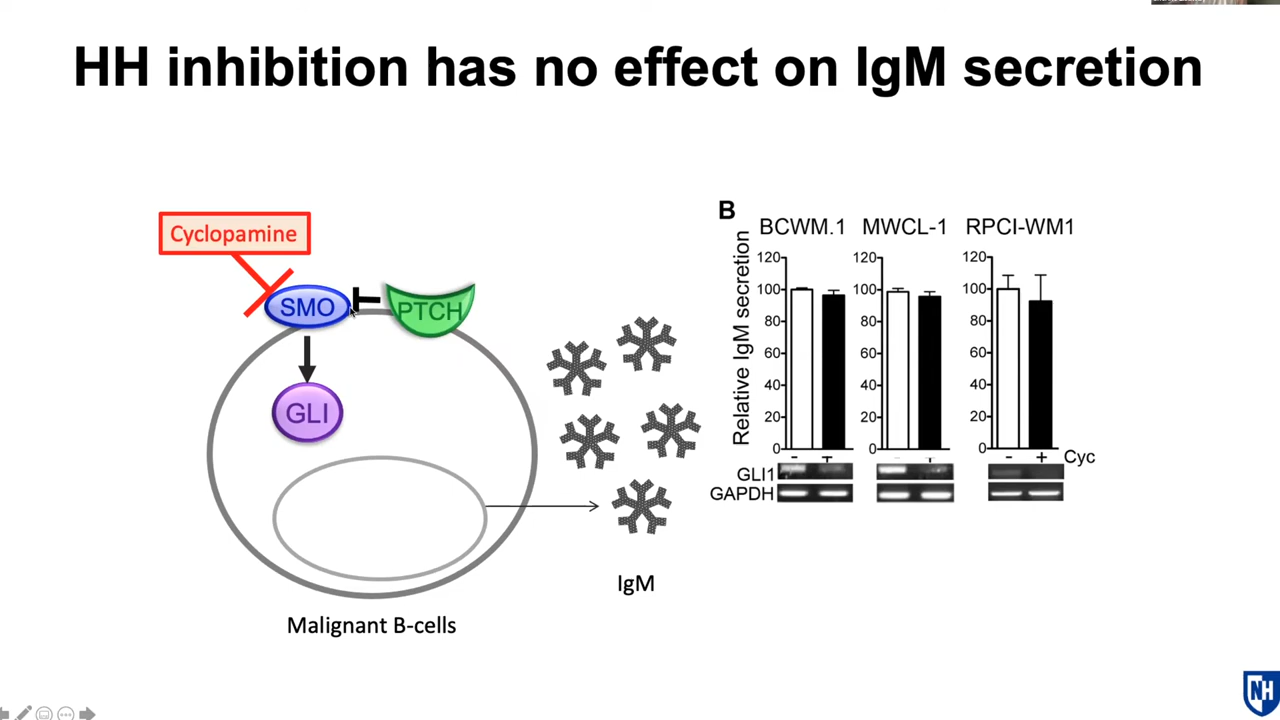 HH inhibition has no effect on IgM secretion
Cyclopamine
SMO
PTCH
GLI
IgM
Malignant B-cells
B
BCWM.1 MWCL-1 RPCI-WM1
Relative IgM secretion
120 120 120
100 100 100
80 80 80
60 60 60
40 40 40
20 20 20
0 0 0
- + - + - + Cyc
GLI1
GAPDH
NH